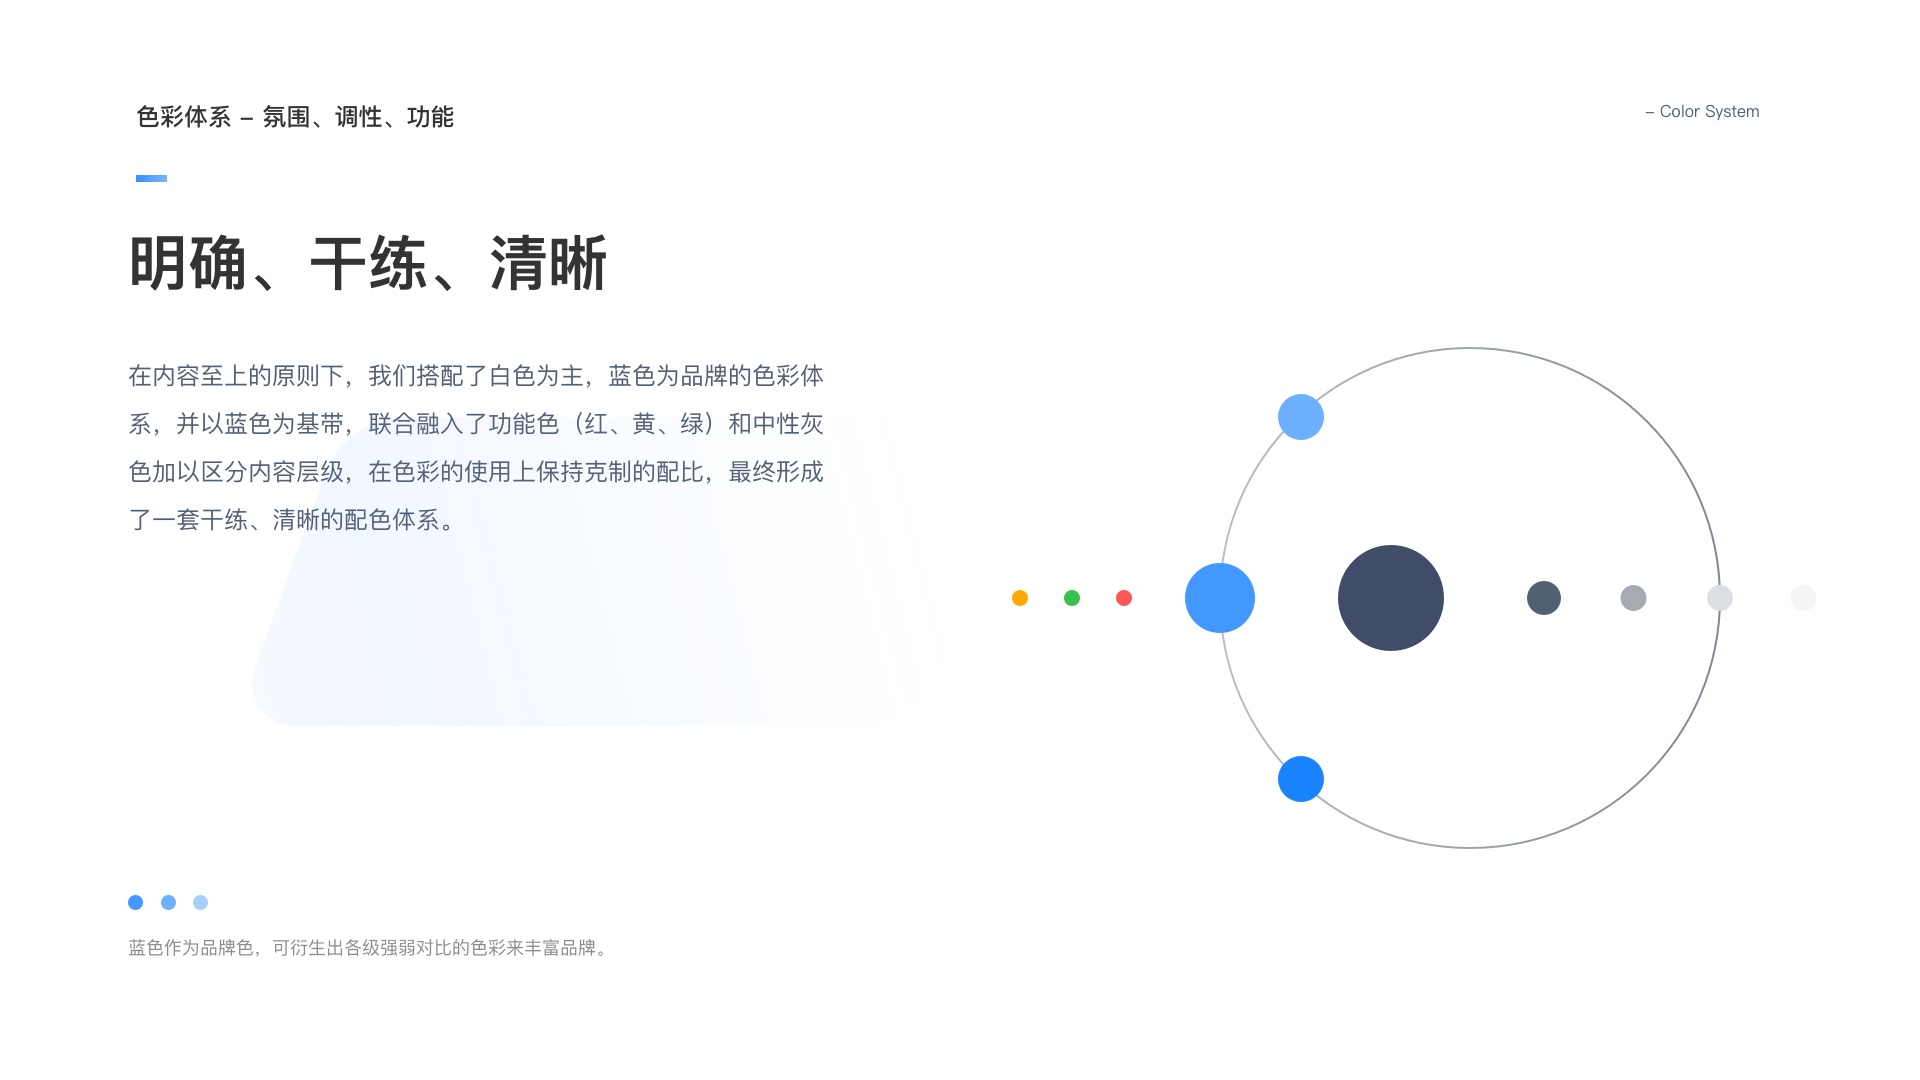 色彩体系 – 氛围、调性、功能
– Color System
明确、干练、清晰
在内容至上的原则下，我们搭配了白色为主，蓝色为品牌的色彩体
系，并以蓝色为基带，联合融入了功能色（红、黄、绿）和中性灰
色加以区分内容层级，在色彩的使用上保持克制的配比，最终形成
了一套干练、清晰的配色体系。
蓝色作为品牌色，可衍生出各级强弱对比的色彩来丰富品牌。